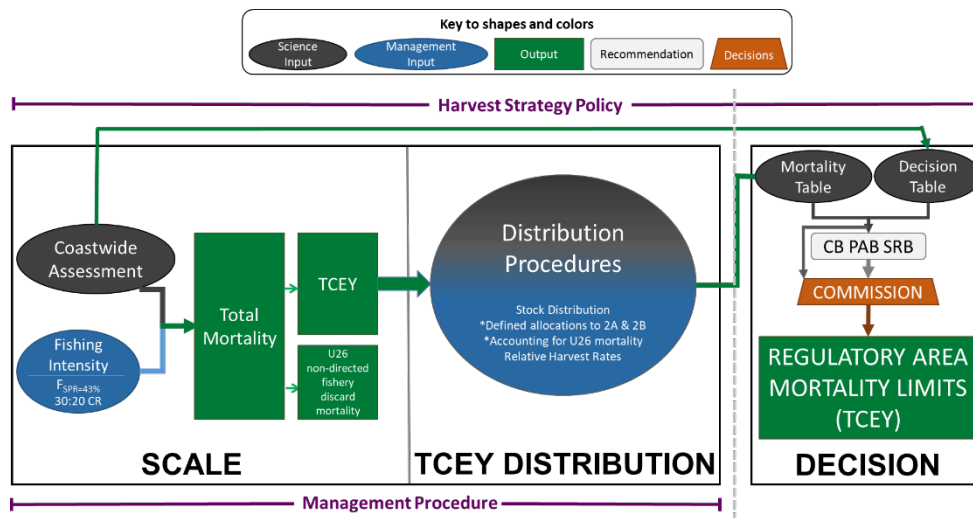 Key to shapes and colors
Science
Input
Management
Input
Output
Recommendation
Decisions
Harvest Strategy Policy
Coastwide
Assessment
Fishing
Intensity
FSPR=43%
30:20 CR
Total
Mortality
TCEY
U26
non-directed
fishery
discard
mortality
SCALE
Distribution
Procedures
Stock Distribution
*Defined allocations to 2A & 2B
*Accounting for U26 mortality
Relative Harvest Rates
TCEY DISTRIBUTION
Mortality
Table
Decision
Table
CB PAB SRB
COMMISSION
REGULATORY AREA
MORTALITY LIMITS
(TCEY)
DECISION
Management Procedure